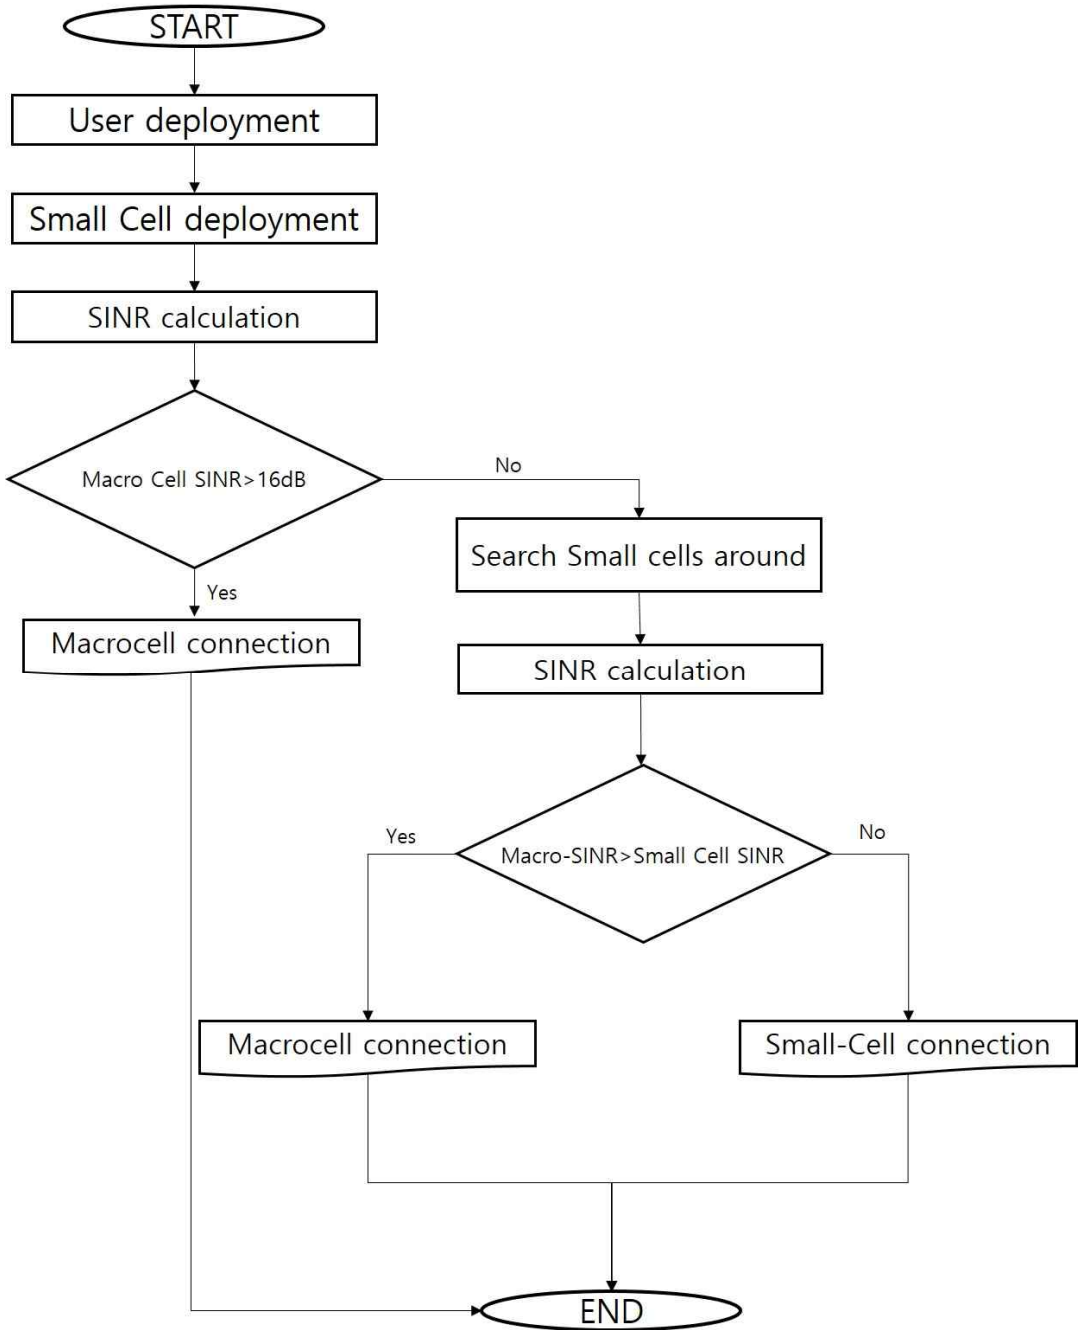 START
User deployment
Small Cell deployment
SINR calculation
Macro Cell SINR>16dB
No
Yes
Search Small cells around
Macrocell connection
SINR calculation
Yes
No
Macro-SINR>Small Cell SINR
Macrocell connection
Small-Cell connection
END